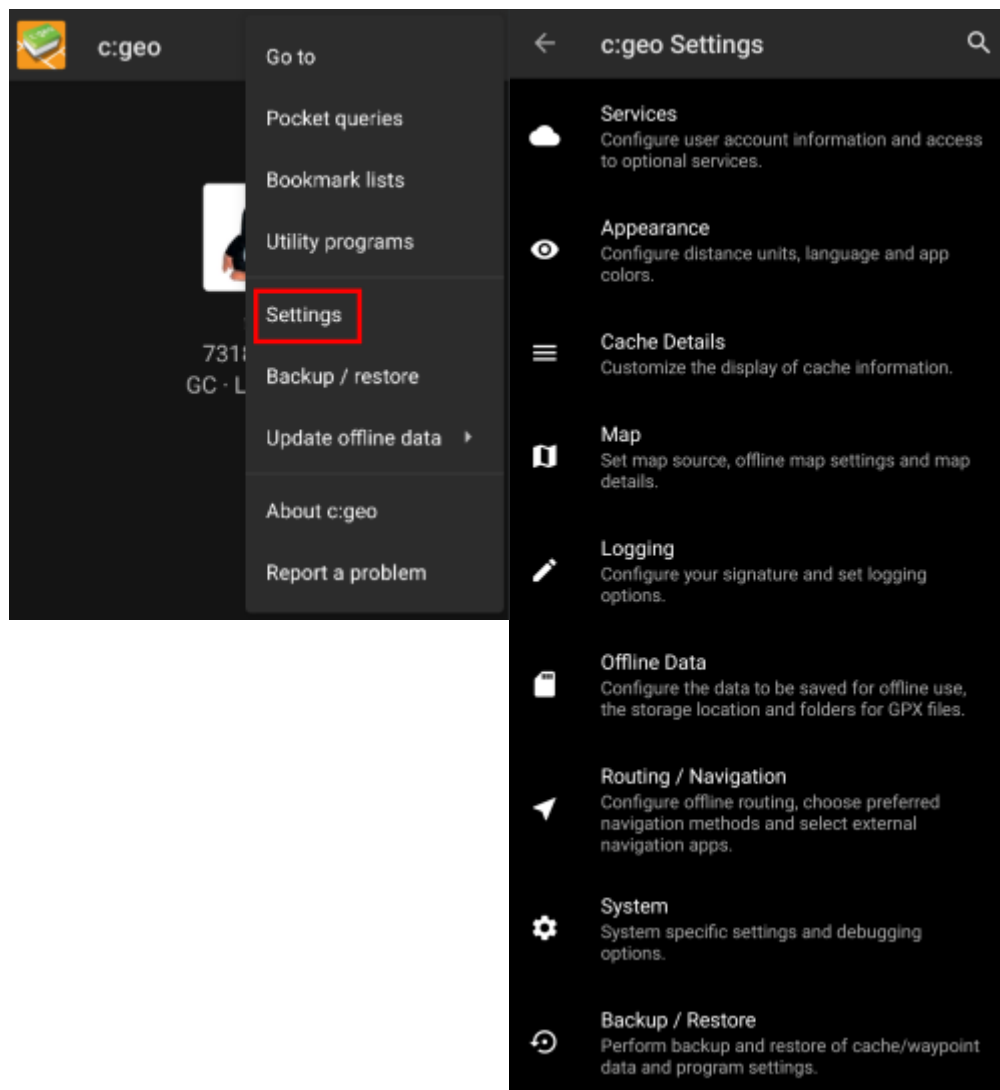 c:geo
Go to
Pocket queries
Bookmark lists
Utility programs
Settings
731
GC · L
Backup / restore
Update offline data
About c:geo
Report a problem
c:geo Settings
Services
Configure user account information and access
to optional services.
Appearance
Configure distance units, language and app
colors.
Cache Details
Customize the display of cache information.
Map
Set map source, offline map settings and map
details.
Logging
Configure your signature and set logging
options.
Offline Data
Configure the data to be saved for offline use,
the storage location and folders for GPX files.
Routing / Navigation
Configure offline routing, choose preferred
navigation methods and select external
navigation apps.
System
System specific settings and debugging
options.
Backup / Restore
Perform backup and restore of cache/waypoint
data and program settings.